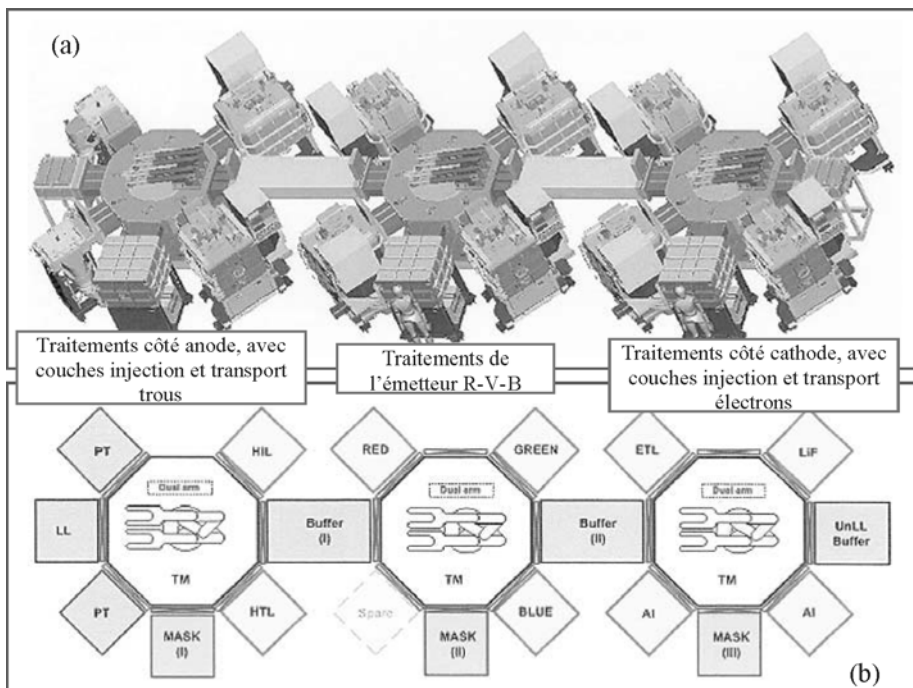 (a)
Traitements côté anode, avec
couches injection et transport
trous
Traitements de
l'émetteur R-V-B
Traitements côté cathode, avec
couches injection et transport
électrons
PT
HIL
RED
GREEN
ETL
LiF
Dual arm
Dual arm
Dual arm
LL
Buffer
(I)
Buffer
(II)
UnLL
Buffer
TM
TM
TM
PT
HTL
Spare
BLUE
Al
Al
MASK
(I)
MASK
(II)
MASK
(III)
(b)